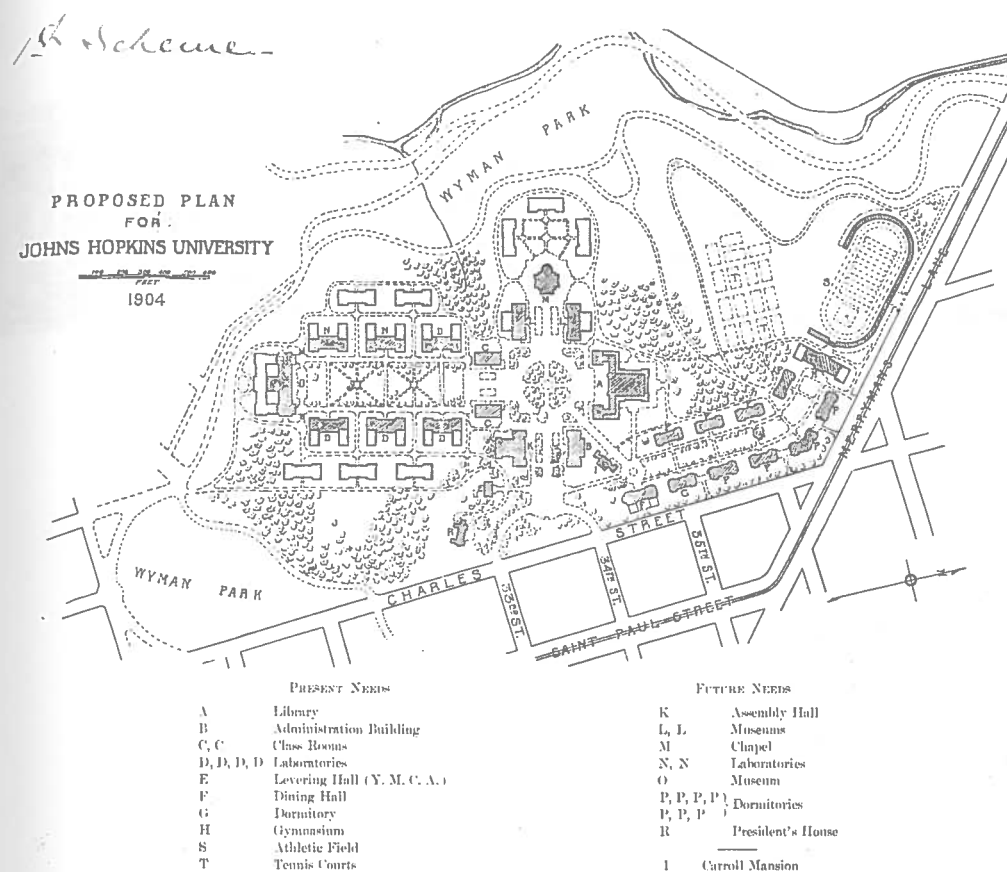 1st Scheme
PROPOSED PLAN
FOR
JOHNS HOPKINS UNIVERSITY
FEET
1904
WYMAN PARK
WYMAN PARK
CHARLES STREET
33RD ST.
34TH ST.
35TH ST.
SAINT PAUL STREET
MERRYMANS LANE
N
PRESENT NEEDS
A Library
B Administration Building
C, C Class Rooms
D, D, D, D Laboratories
E Levering Hall (Y. M. C. A.)
F Dining Hall
G Dormitory
H Gymnasium
S Athletic Field
T Tennis Courts
FUTURE NEEDS
K Assembly Hall
L, L Museums
M Chapel
N, N Laboratories
O Museum
P, P, P, P
P, P, P } Dormitories
R President's House
1 Carroll Mansion